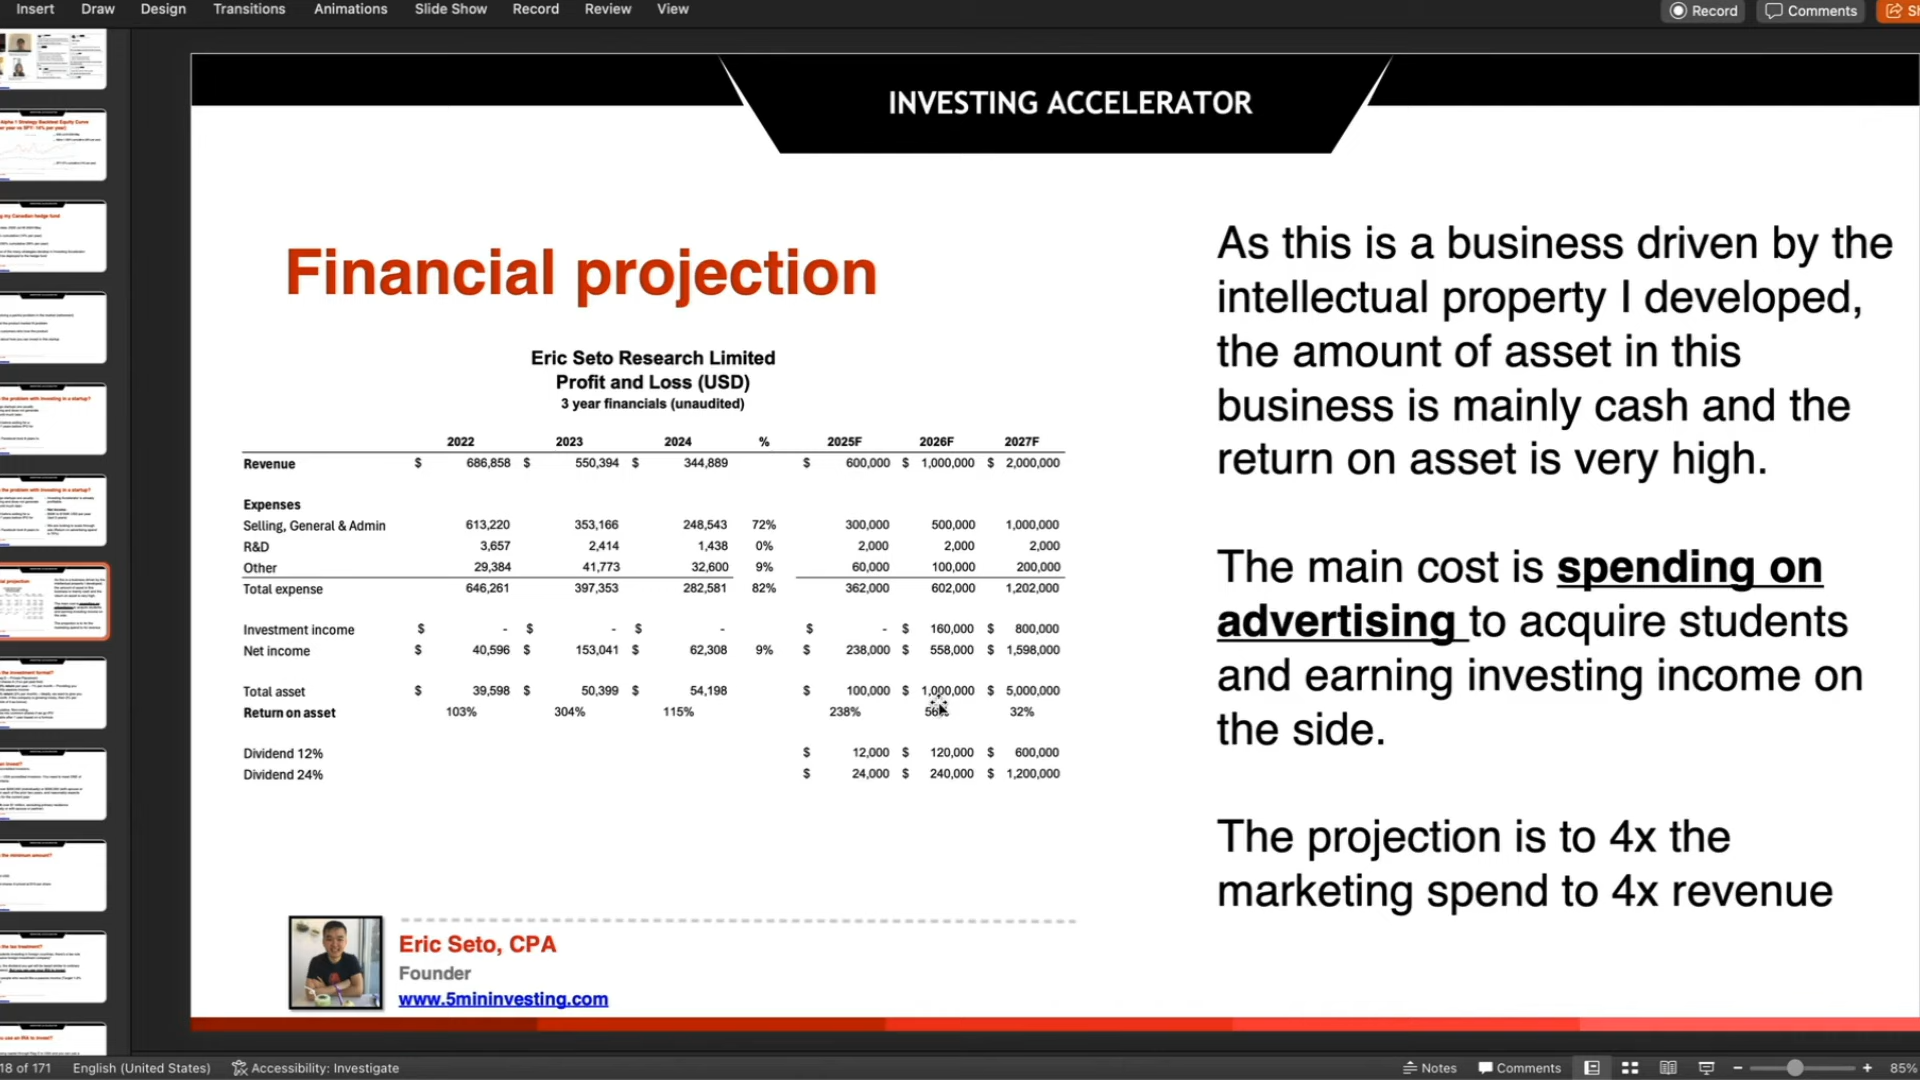 Insert Draw Design Transitions Animations Slide Show Record Review View Record Comments
INVESTING ACCELERATOR
Financial projection
Eric Seto Research Limited
Profit and Loss (USD)
3 year financials (unaudited)
2022 2023 2024 % 2025F 2026F 2027F
Revenue $ 686,858 $ 550,394 $ 344,889 $ 600,000 $ 1,000,000 $ 2,000,000
Expenses
Selling, General & Admin 613,220 353,166 248,543 72% 300,000 500,000 1,000,000
R&D 3,657 2,414 1,438 0% 2,000 2,000 2,000
Other 29,384 41,773 32,600 9% 60,000 100,000 200,000
Total expense 646,261 397,353 282,581 82% 362,000 602,000 1,202,000
Investment income $ - $ - $ - $ - $ 160,000 $ 800,000
Net income $ 40,596 $ 153,041 $ 62,308 9% $ 238,000 $ 558,000 $ 1,598,000
Total asset $ 39,598 $ 50,399 $ 54,198 $ 100,000 $ 1,000,000 $ 5,000,000
Return on asset 103% 304% 115% 238% 32%
Dividend 12% $ 12,000 $ 120,000 $ 600,000
Dividend 24% $ 24,000 $ 240,000 $ 1,200,000
As this is a business driven by the
intellectual property I developed,
the amount of asset in this
business is mainly cash and the
return on asset is very high.
The main cost is spending on
advertising to acquire students
and earning investing income on
the side.
The projection is to 4x the
marketing spend to 4x revenue
Eric Seto, CPA
Founder
www.5mininvesting.com
18 of 171 English (United States) Accessibility: Investigate Notes Comments 85%